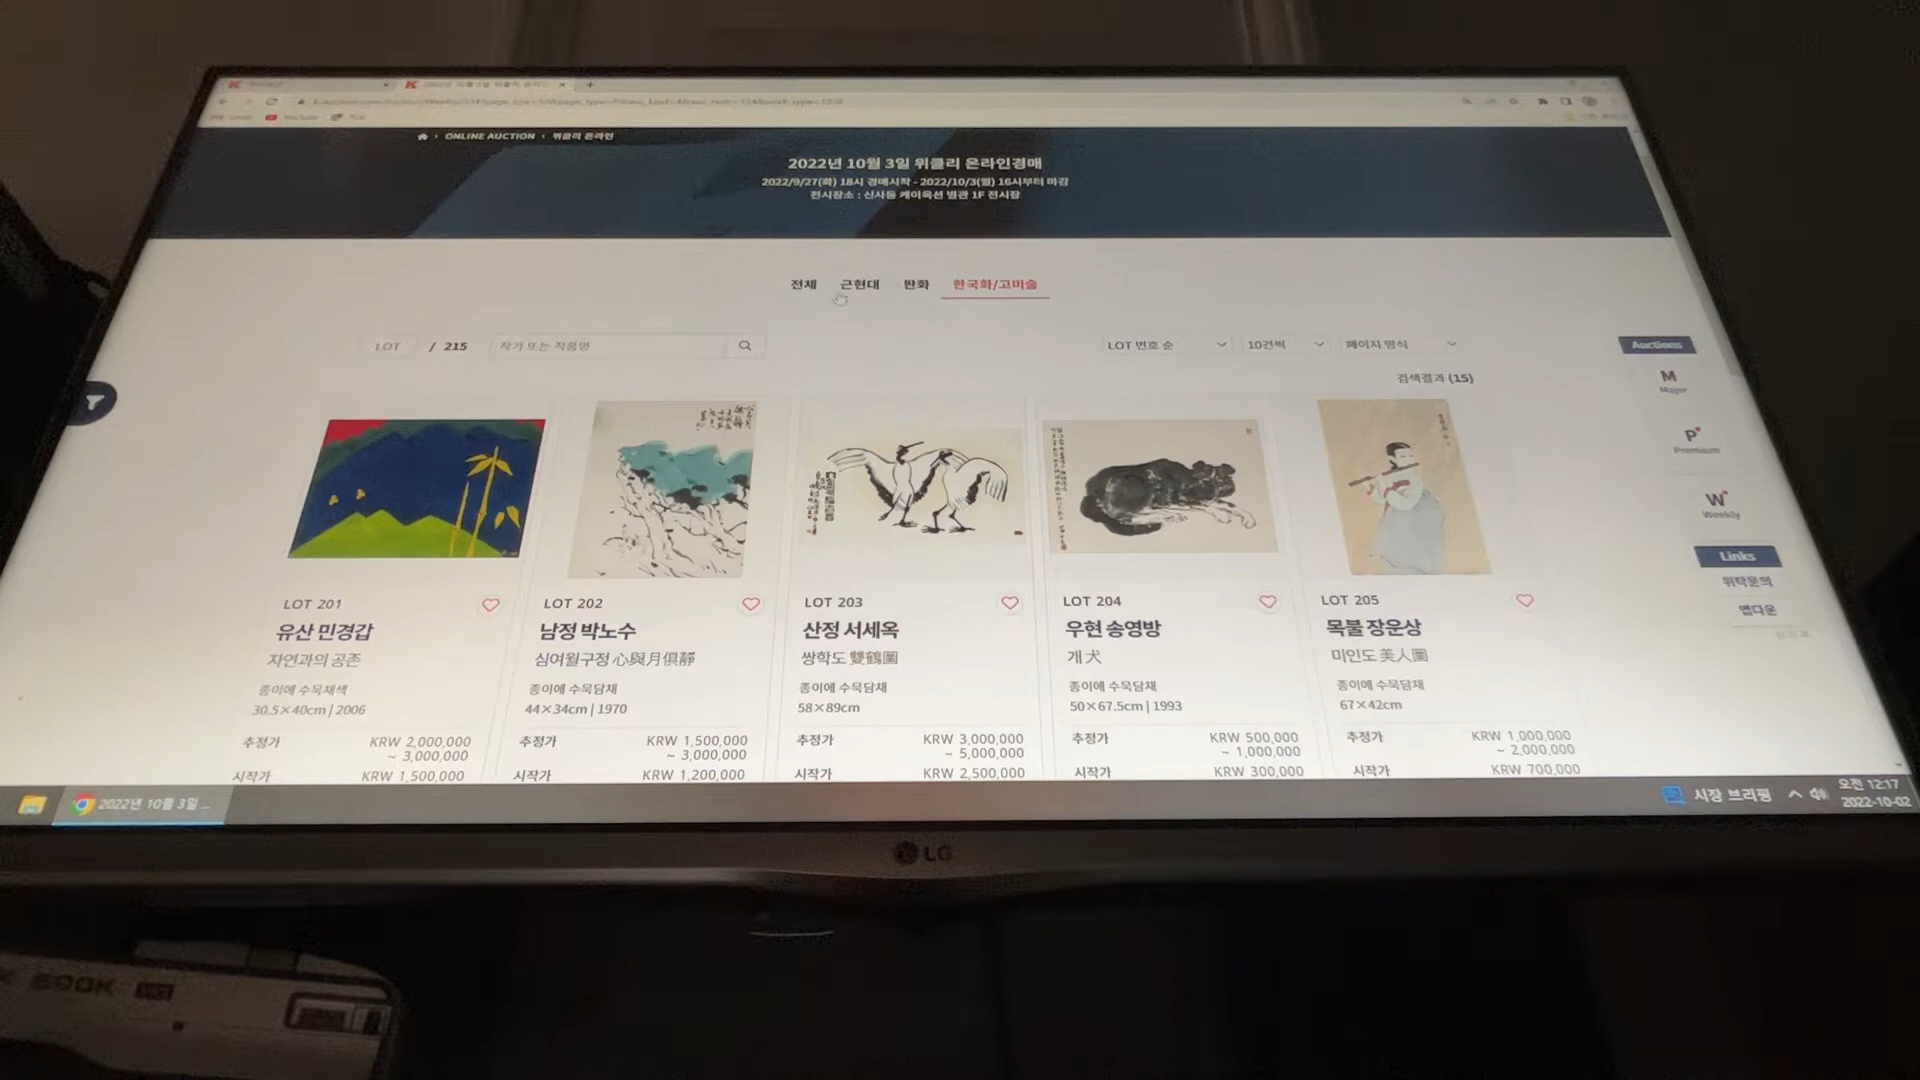 YouTube
ONLINE AUCTION › 위클리 온라인
2022년 10월 3일 위클리 온라인경매
2022/9/27(화) 18시 경매시작 - 2022/10/3(월) 16시부터 마감
전시장소 : 신사동 케이옥션 별관 1F 전시장
전체 근현대 판화 한국화/고미술
LOT / 215 작가 또는 작품명
LOT 번호 순 10건씩 페이지 방식
검색결과 (15)
Auctions
M
Major
P
Premium
W
Weekly
Links
위탁문의
앱다운
LOT 201
유산 민경갑
자연과의 공존
종이에 수묵채색
30.5×40cm | 2006
추정가 KRW 2,000,000
~ 3,000,000
시작가 KRW 1,500,000
LOT 202
남정 박노수
심여월구정 心與月俱靜
종이에 수묵담채
44×34cm | 1970
추정가 KRW 1,500,000
~ 3,000,000
시작가 KRW 1,200,000
LOT 203
산정 서세옥
쌍학도 雙鶴圖
종이에 수묵담채
58×89cm
추정가 KRW 3,000,000
~ 5,000,000
시작가 KRW 2,500,000
LOT 204
우현 송영방
개 犬
종이에 수묵담채
50×67.5cm | 1993
추정가 KRW 500,000
~ 1,000,000
시작가 KRW 300,000
LOT 205
목불 장운상
미인도 美人圖
종이에 수묵담채
67×42cm
추정가 KRW 1,000,000
~ 2,000,000
시작가 KRW 700,000
2022년 10월 3일 ...
시장 브리핑
오전 12:17
2022-10-02
LG